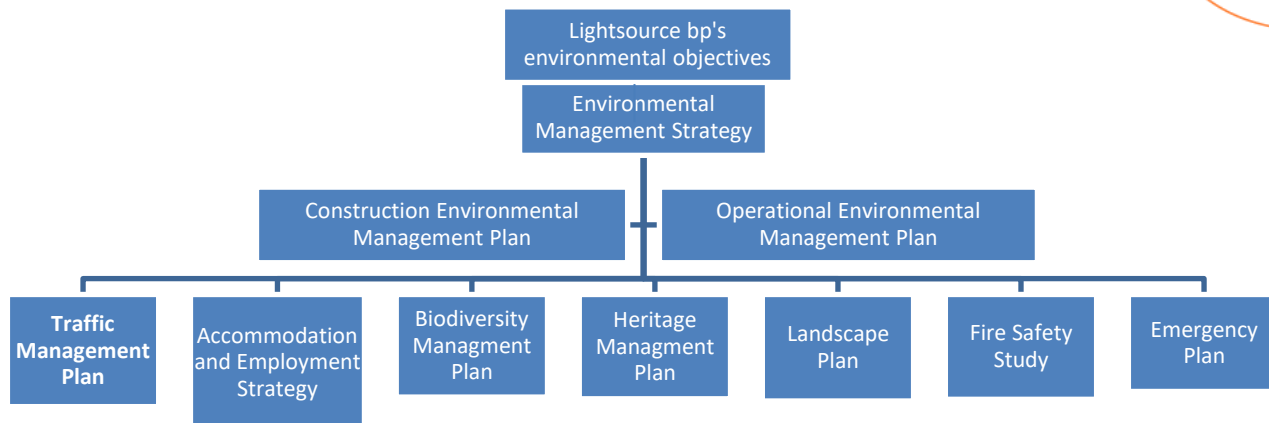 Lightsource bp's
environmental objectives
Environmental
Management Strategy
Construction Environmental
Management Plan
Operational Environmental
Management Plan
Traffic
Management
Plan
Accommodation
and Employment
Strategy
Biodiversity
Managment
Plan
Heritage
Managment
Plan
Landscape
Plan
Fire Safety
Study
Emergency
Plan